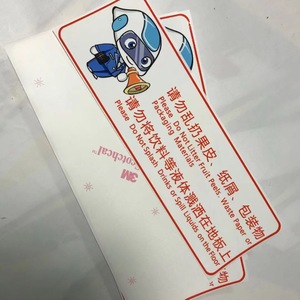 请勿乱扔果皮、纸屑、包装物
Please Do Not Litter Fruit Peels, Waste Paper or
Packaging Materials
请勿将饮料等液体溅洒在地板上
Please Do Not Splash Drinks or Spill Liquids on the Floor
物
3M
Scotchcal